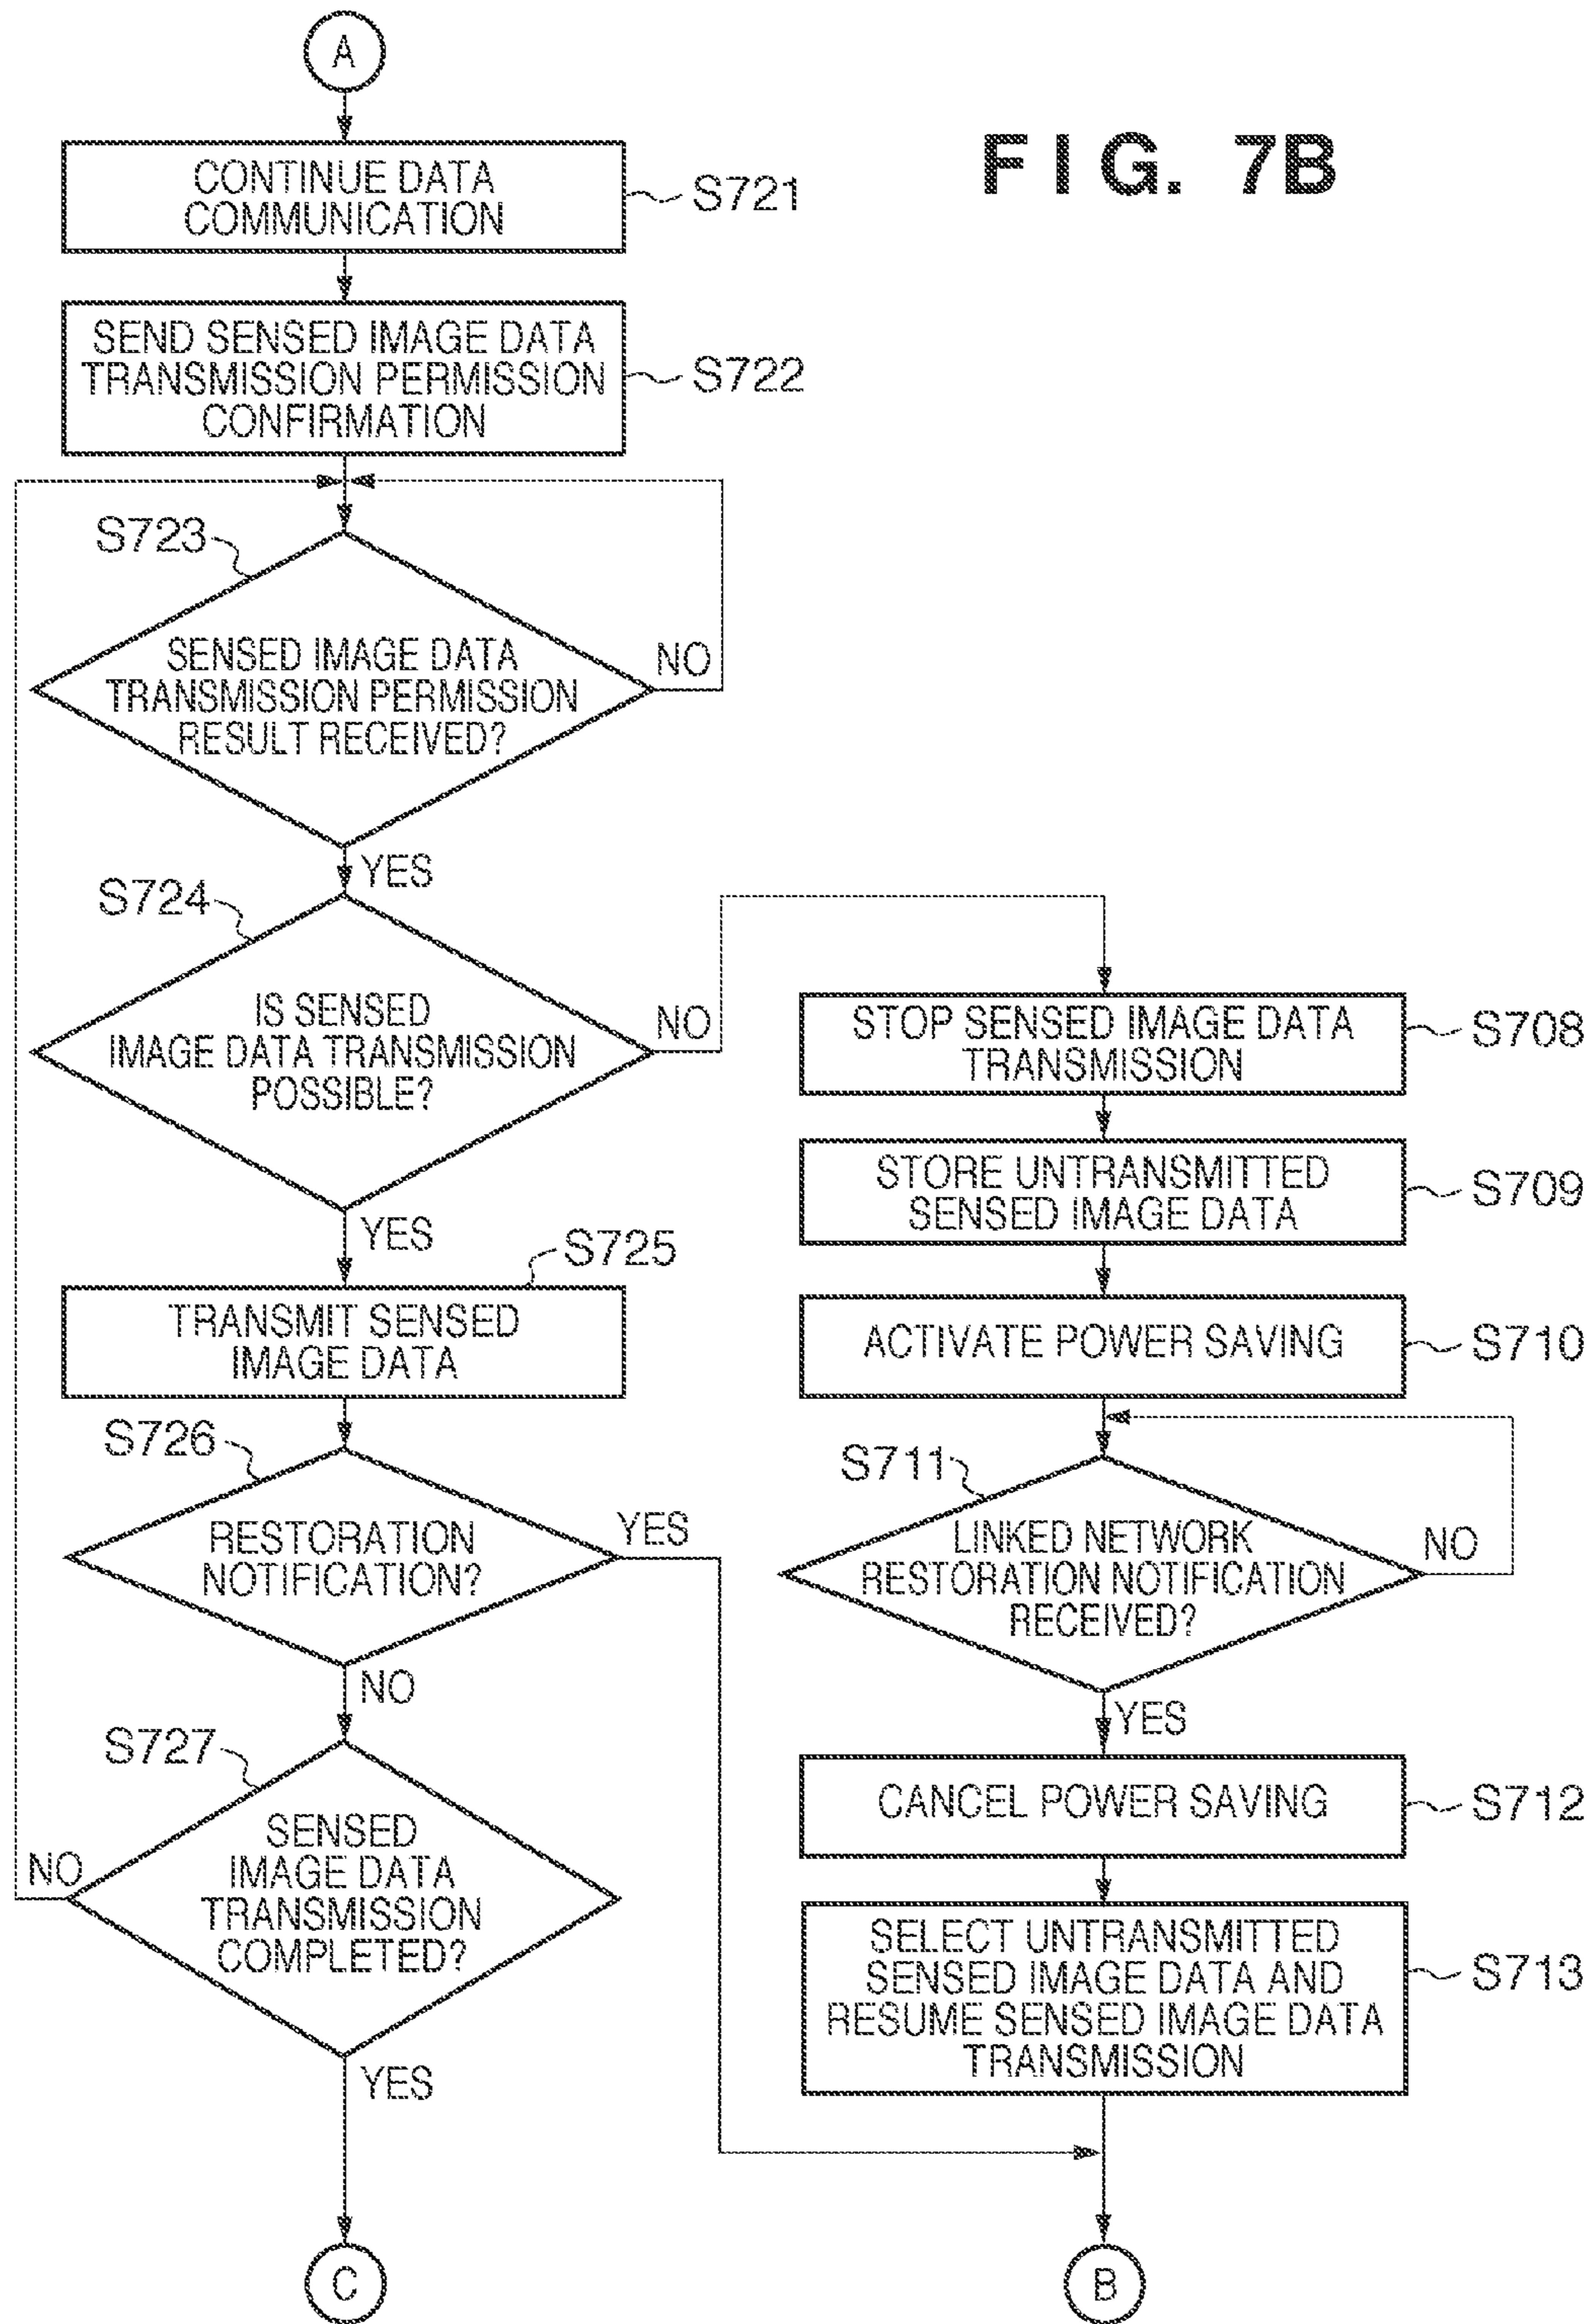 A
FIG. 7B
CONTINUE DATA
COMMUNICATION
S721
SEND SENSED IMAGE DATA
TRANSMISSION PERMISSION
CONFIRMATION
S722
S723
SENSED IMAGE DATA
TRANSMISSION PERMISSION
RESULT RECEIVED?
NO
YES
S724
IS SENSED
IMAGE DATA TRANSMISSION
POSSIBLE?
NO
YES
S725
TRANSMIT SENSED
IMAGE DATA
S726
RESTORATION
NOTIFICATION?
YES
NO
S727
SENSED
IMAGE DATA
TRANSMISSION
COMPLETED?
NO
YES
C
STOP SENSED IMAGE DATA
TRANSMISSION
S708
STORE UNTRANSMITTED
SENSED IMAGE DATA
S709
ACTIVATE POWER SAVING
S710
S711
LINKED NETWORK
RESTORATION NOTIFICATION
RECEIVED?
NO
YES
CANCEL POWER SAVING
S712
SELECT UNTRANSMITTED
SENSED IMAGE DATA AND
RESUME SENSED IMAGE DATA
TRANSMISSION
S713
B